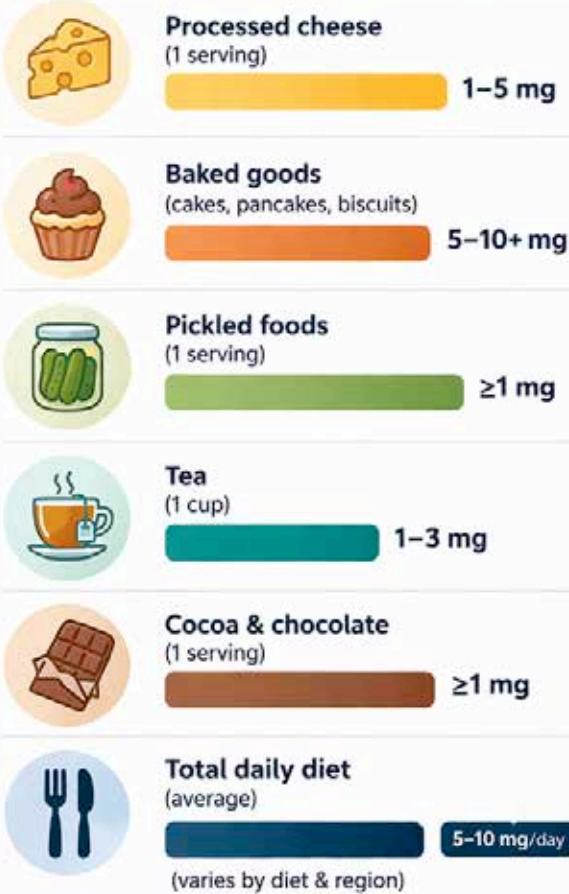 Processed cheese
(1 serving)
1–5 mg
Baked goods
(cakes, pancakes, biscuits)
5–10+ mg
Pickled foods
(1 serving)
≥1 mg
Tea
(1 cup)
1–3 mg
Cocoa & chocolate
(1 serving)
≥1 mg
Total daily diet
(average)
5–10 mg/day
(varies by diet & region)